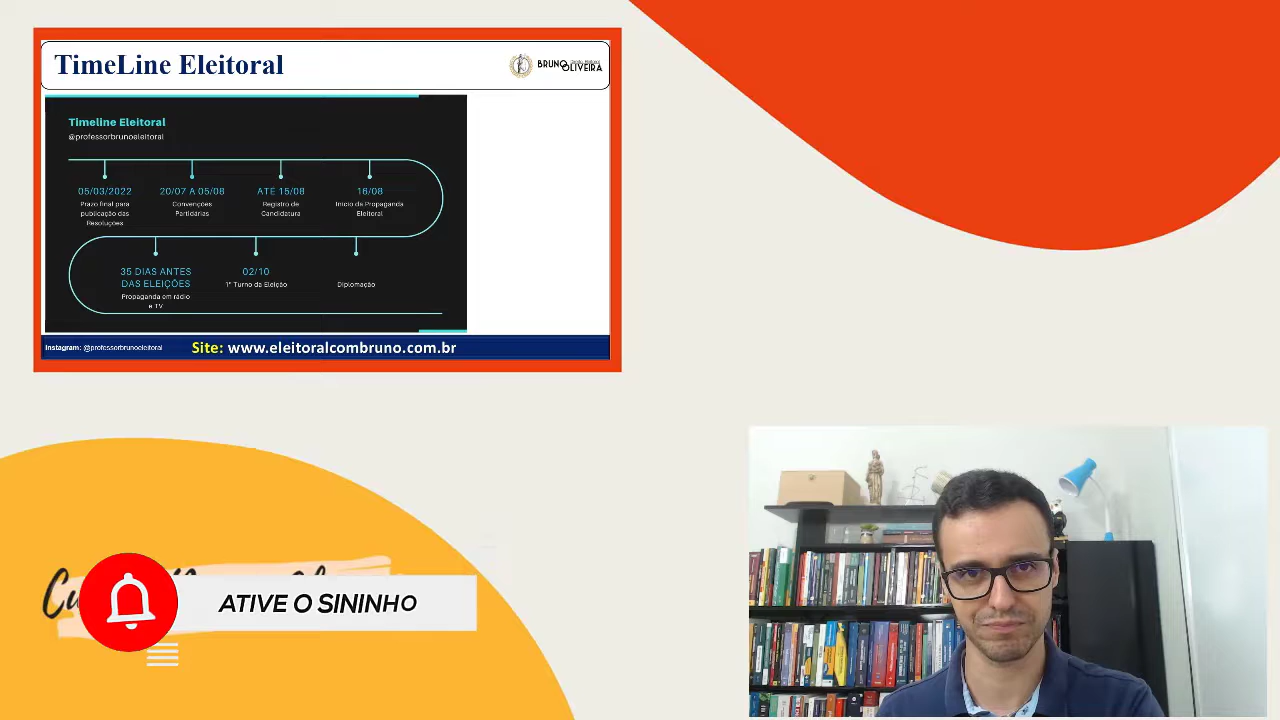 TimeLine Eleitoral
BRUNO
OLIVEIRA
Timeline Eleitoral
@professorbrunoeleitoral
05/03/2022
Prazo final para
publicação das
Resoluções
20/07 A 05/08
Convenções
Partidárias
ATÉ 15/08
Registro de
Candidatura
16/08
Início da Propaganda
Eleitoral
35 DIAS ANTES
DAS ELEIÇÕES
Propaganda em rádio
e TV
02/10
1º Turno da Eleição
Diplomação
Instagram: @professorbrunoeleitoral
Site: www.eleitoralcombruno.com.br
ATIVE O SININHO